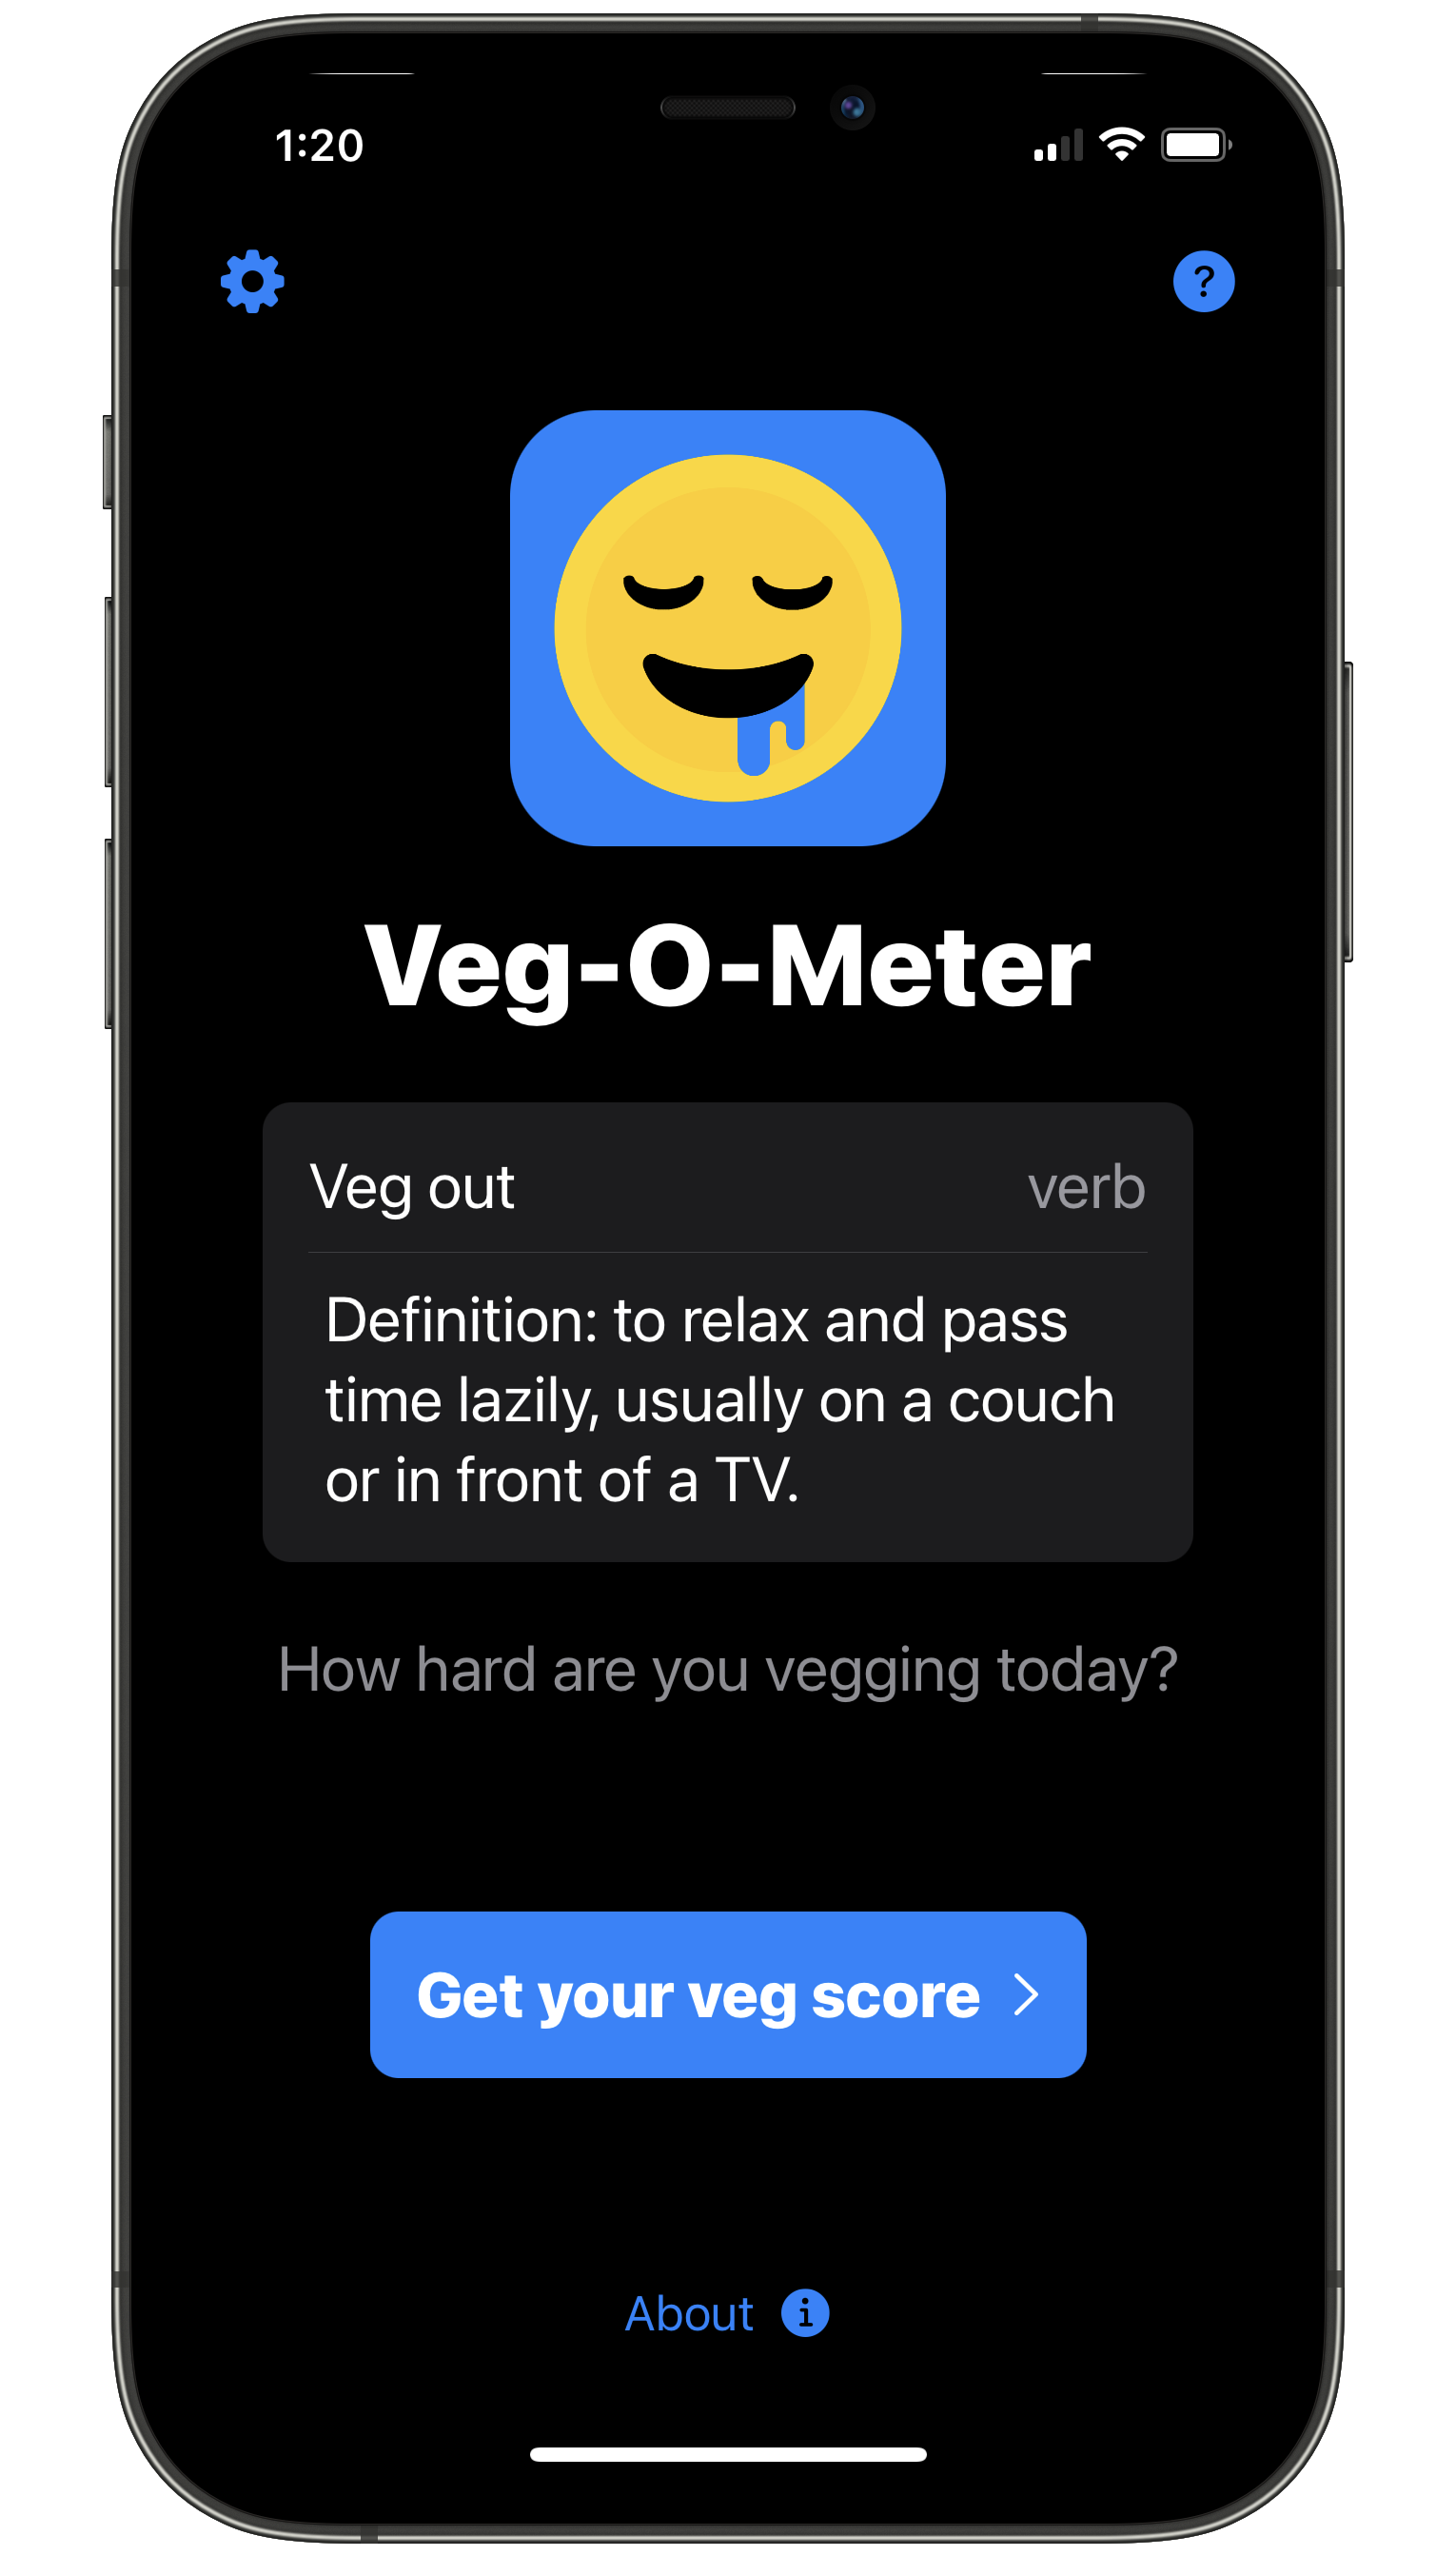 1:20
?
Veg-O-Meter
Veg out verb
Definition: to relax and pass
time lazily, usually on a couch
or in front of a TV.
How hard are you vegging today?
Get your veg score
About i